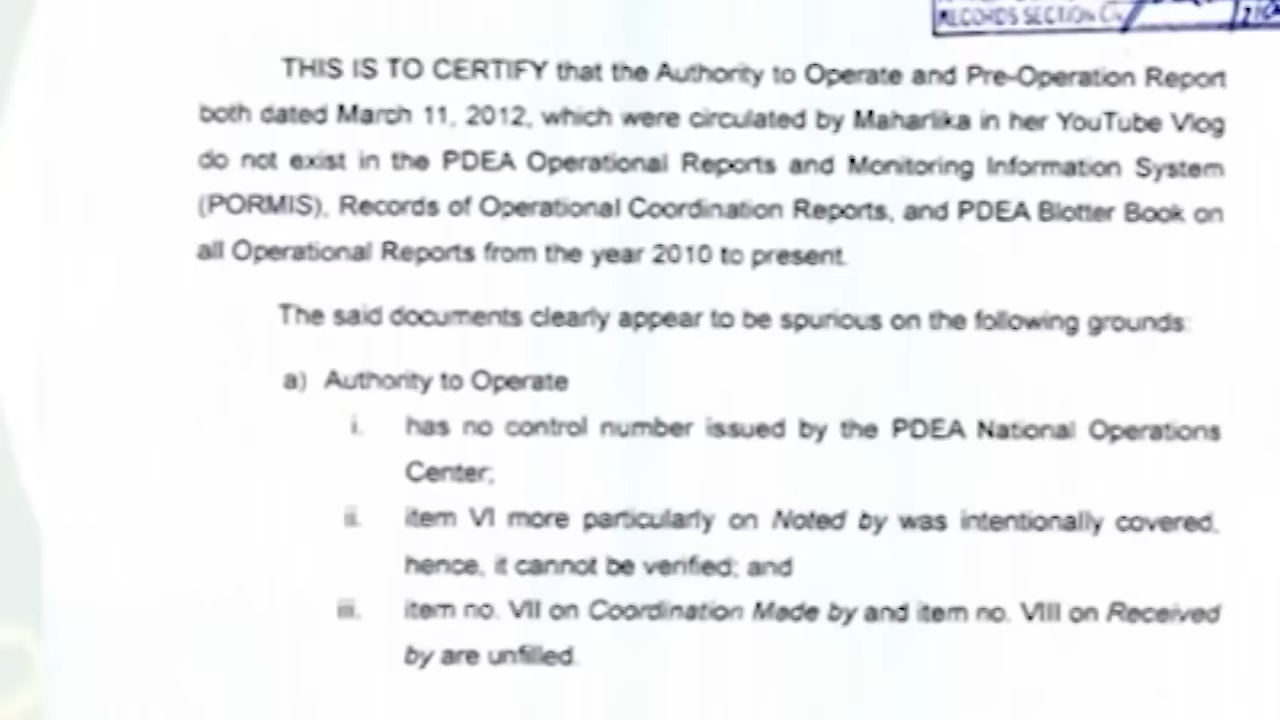 RECORDS SECTION
THIS IS TO CERTIFY that the Authority to Operate and Pre-Operation Report
both dated March 11, 2012, which were circulated by Maharlika in her YouTube Vlog
do not exist in the PDEA Operational Reports and Monitoring Information System
(PORMIS), Records of Operational Coordination Reports, and PDEA Blotter Book on
all Operational Reports from the year 2010 to present.
The said documents clearly appear to be spurious on the following grounds:
a) Authority to Operate
i. has no control number issued by the PDEA National Operations
Center;
ii. item VI more particularly on Noted by was intentionally covered,
hence, it cannot be verified; and
iii. item no. VII on Coordination Made by and item no. VIII on Received
by are unfilled.